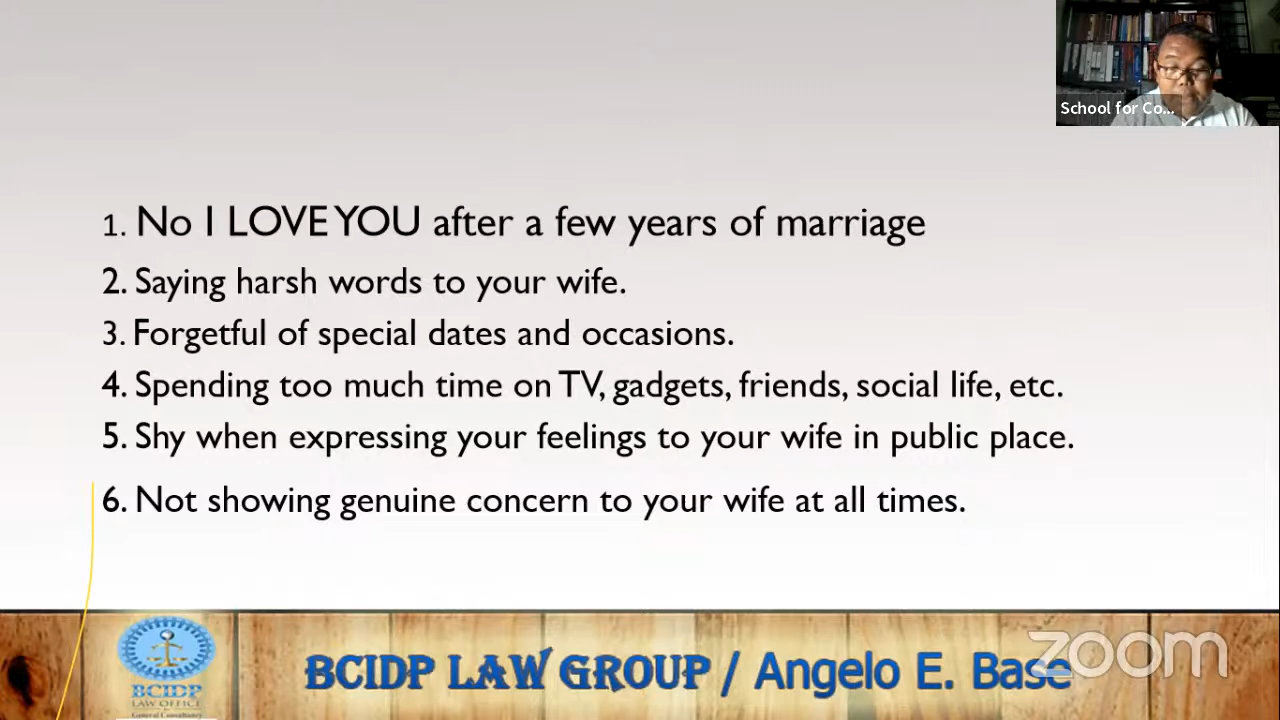 School for Co...
1. No I LOVE YOU after a few years of marriage
2. Saying harsh words to your wife.
3. Forgetful of special dates and occasions.
4. Spending too much time on TV, gadgets, friends, social life, etc.
5. Shy when expressing your feelings to your wife in public place.
6. Not showing genuine concern to your wife at all times.
BCIDP
LAW OFFICE
General Consultancy
BCIDP LAW GROUP / Angelo E. Base
zoom